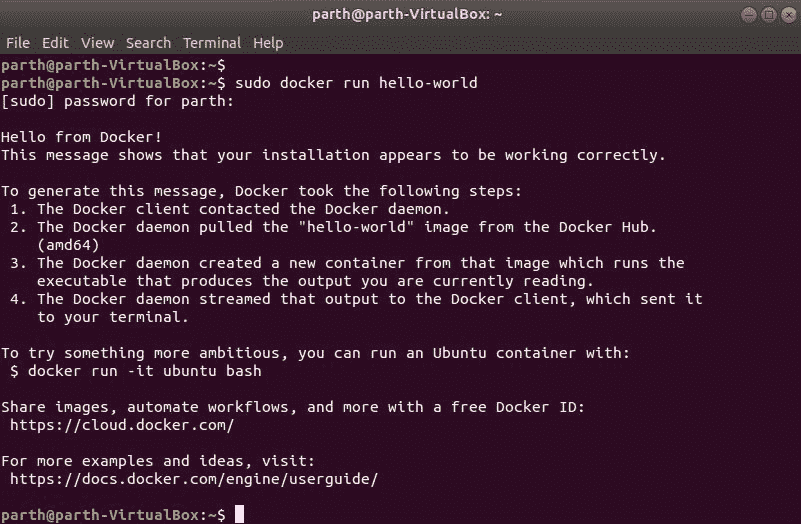 parth@parth-VirtualBox: ~
File Edit View Search Terminal Help
parth@parth-VirtualBox:~$
parth@parth-VirtualBox:~$ sudo docker run hello-world
[sudo] password for parth:
Hello from Docker!
This message shows that your installation appears to be working correctly.
To generate this message, Docker took the following steps:
1. The Docker client contacted the Docker daemon.
2. The Docker daemon pulled the "hello-world" image from the Docker Hub.
(amd64)
3. The Docker daemon created a new container from that image which runs the
executable that produces the output you are currently reading.
4. The Docker daemon streamed that output to the Docker client, which sent it
to your terminal.
To try something more ambitious, you can run an Ubuntu container with:
$ docker run -it ubuntu bash
Share images, automate workflows, and more with a free Docker ID:
https://cloud.docker.com/
For more examples and ideas, visit:
https://docs.docker.com/engine/userguide/
parth@parth-VirtualBox:~$